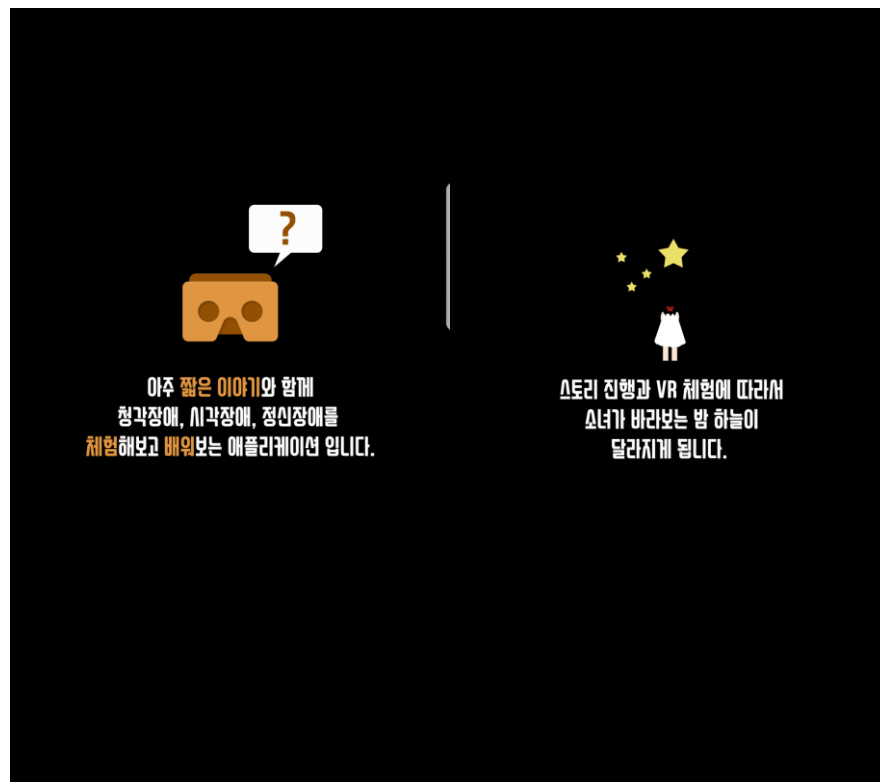 ?
아주 짧은 이야기와 함께
청각장애, 시각장애, 정신장애를
체험해보고 배워보는 애플리케이션 입니다.
스토리 진행과 VR 체험에 따라서
소녀가 바라보는 밤 하늘이
달라지게 됩니다.